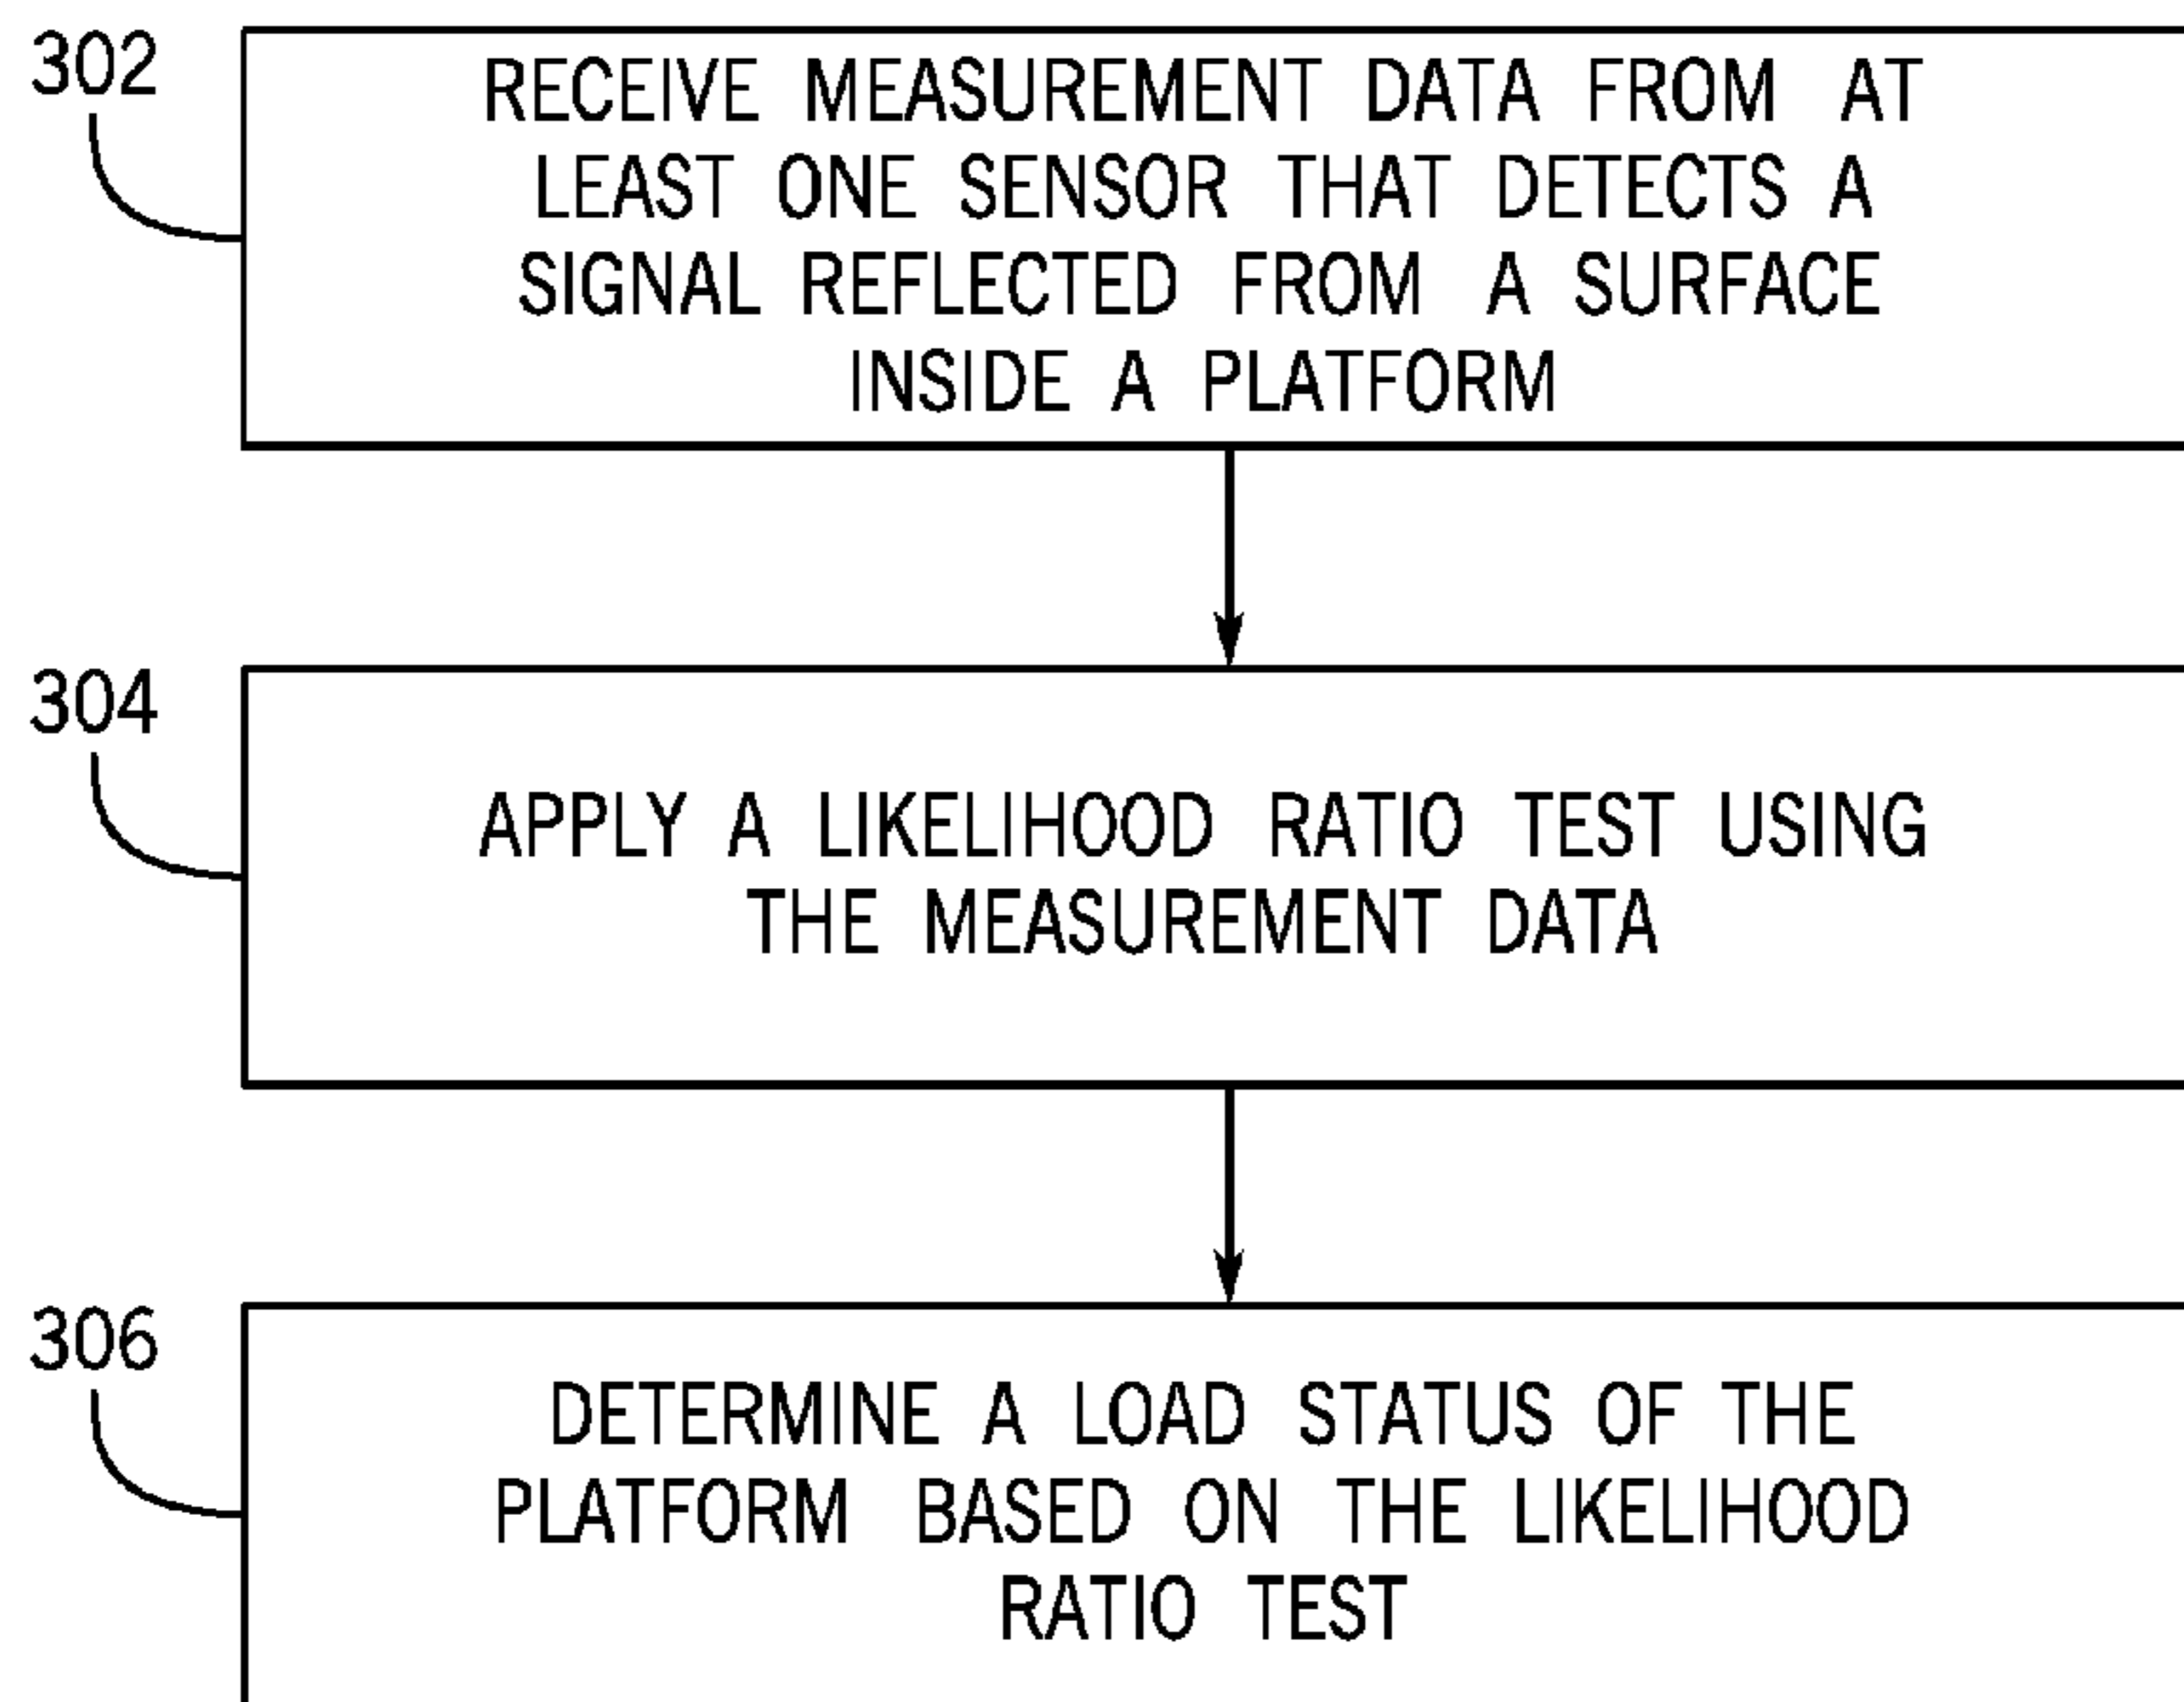 302
RECEIVE MEASUREMENT DATA FROM AT
LEAST ONE SENSOR THAT DETECTS A
SIGNAL REFLECTED FROM A SURFACE
INSIDE A PLATFORM
304
APPLY A LIKELIHOOD RATIO TEST USING
THE MEASUREMENT DATA
306
DETERMINE A LOAD STATUS OF THE
PLATFORM BASED ON THE LIKELIHOOD
RATIO TEST